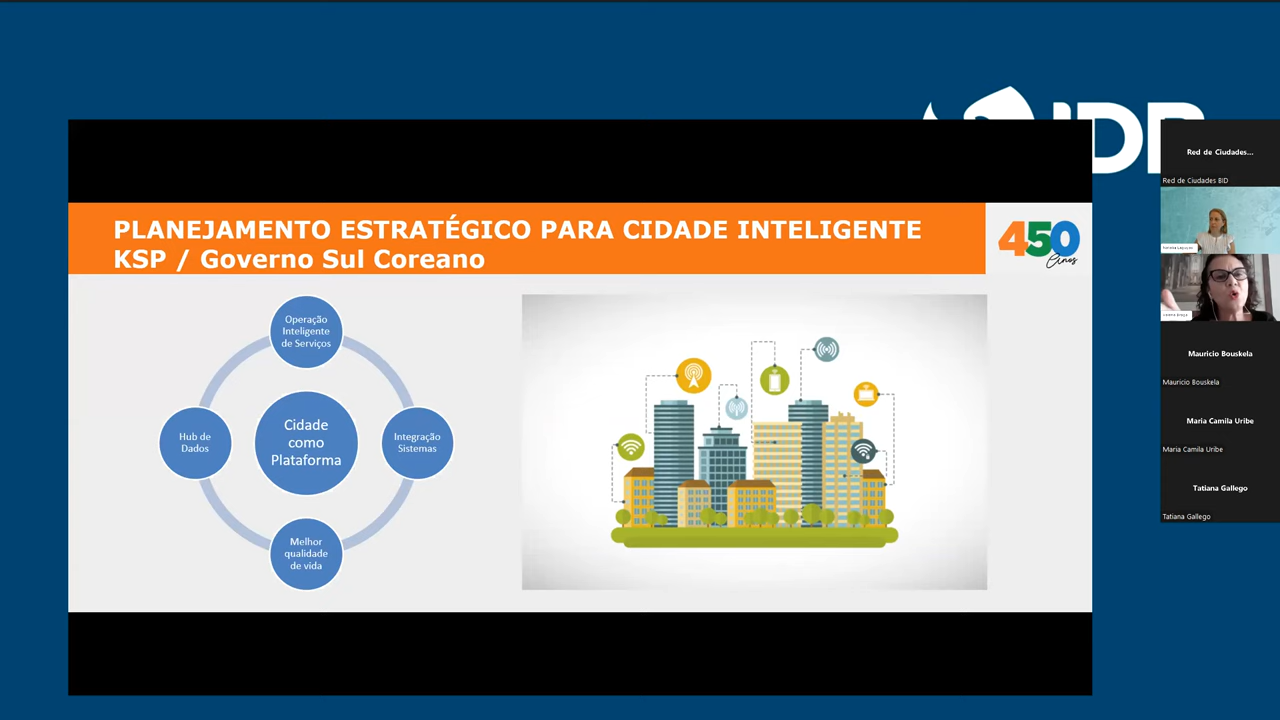 IDB
PLANEJAMENTO ESTRATÉGICO PARA CIDADE INTELIGENTE
KSP / Governo Sul Coreano
450
anos
Operação
Inteligente
de Serviços
Hub de
Dados
Cidade
como
Plataforma
Integração
Sistemas
Melhor
qualidade
de vida
Red de Ciudades...
Red de Ciudades BID
Mauricio Bouskela
Mauricio Bouskela
Maria Camila Uribe
Maria Camila Uribe
Tatiana Gallego
Tatiana Gallego